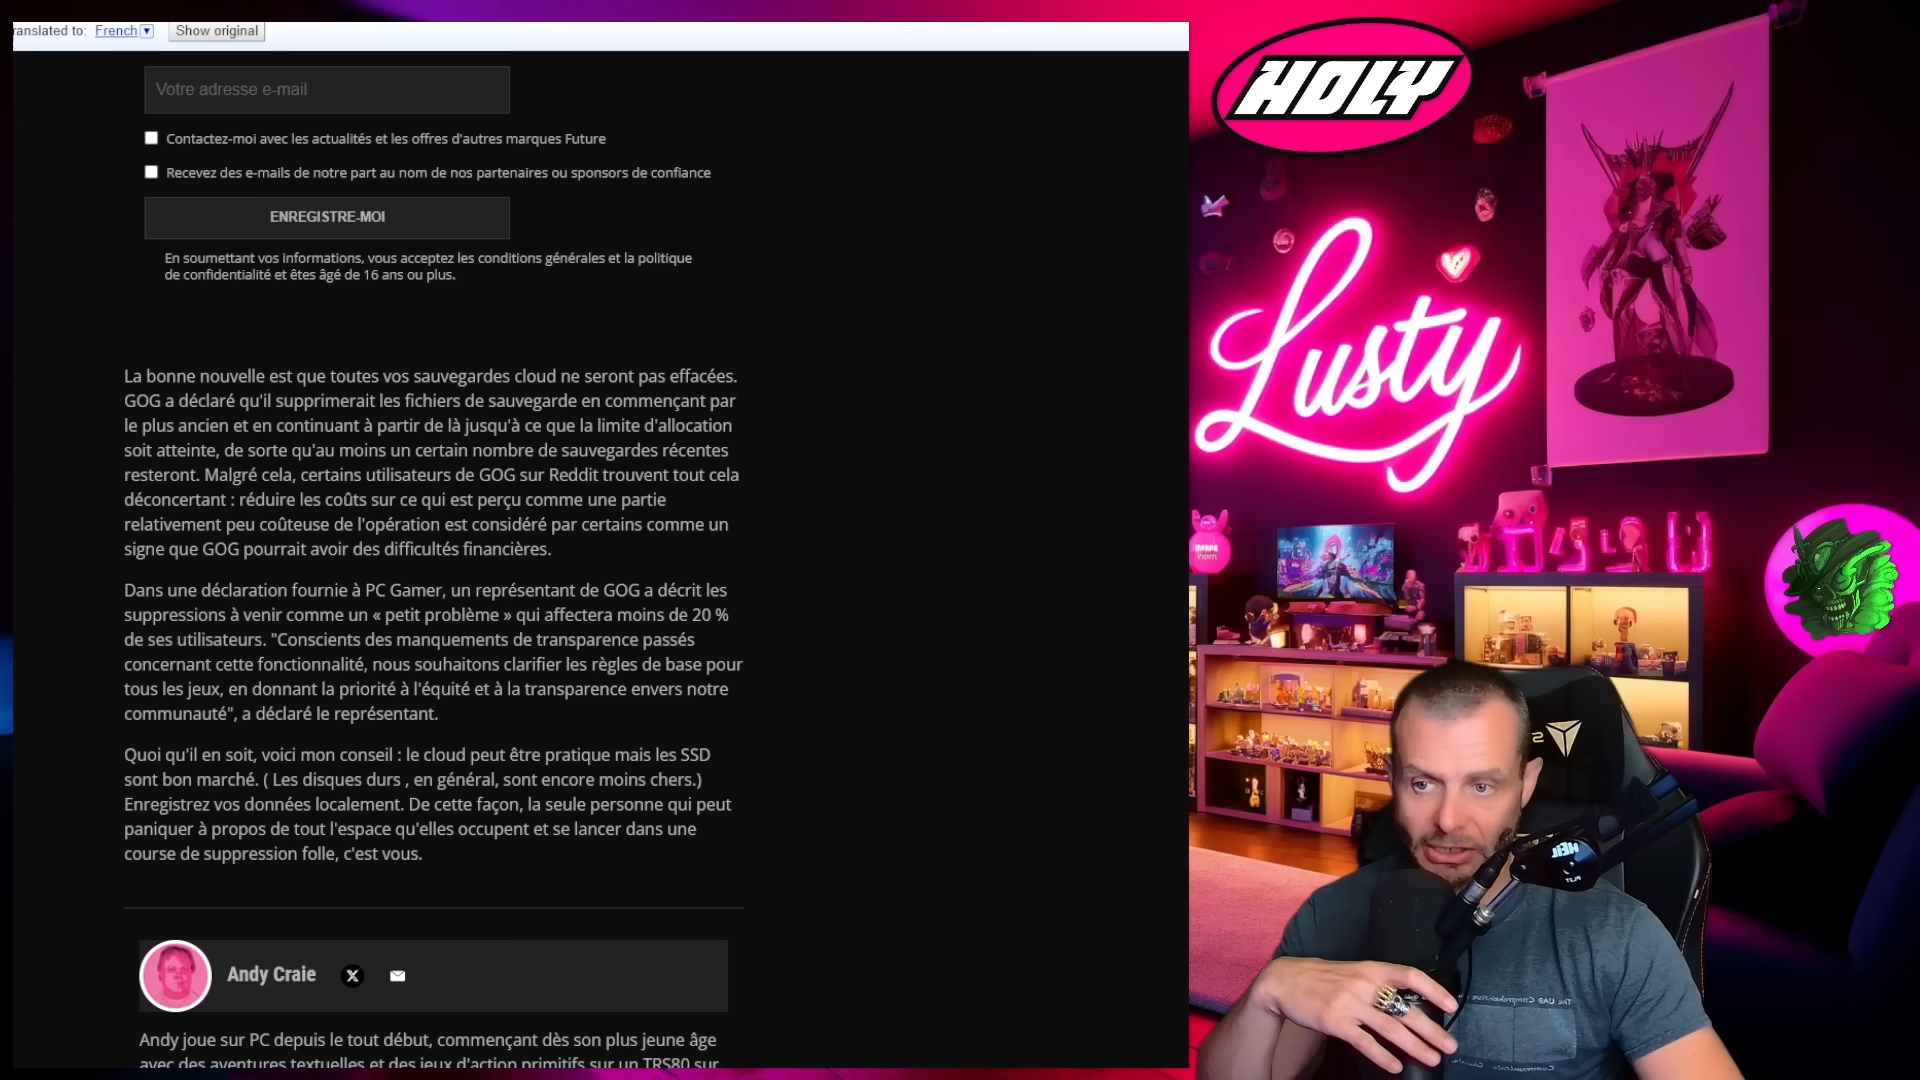 ranslated to: French Show original
Votre adresse e-mail
Contactez-moi avec les actualités et les offres d'autres marques Future
Recevez des e-mails de notre part au nom de nos partenaires ou sponsors de confiance
ENREGISTRE-MOI
En soumettant vos informations, vous acceptez les conditions générales et la politique
de confidentialité et êtes âgé de 16 ans ou plus.
La bonne nouvelle est que toutes vos sauvegardes cloud ne seront pas effacées.
GOG a déclaré qu'il supprimerait les fichiers de sauvegarde en commençant par
le plus ancien et en continuant à partir de là jusqu'à ce que la limite d'allocation
soit atteinte, de sorte qu'au moins un certain nombre de sauvegardes récentes
resteront. Malgré cela, certains utilisateurs de GOG sur Reddit trouvent tout cela
déconcertant : réduire les coûts sur ce qui est perçu comme une partie
relativement peu coûteuse de l'opération est considéré par certains comme un
signe que GOG pourrait avoir des difficultés financières.
Dans une déclaration fournie à PC Gamer, un représentant de GOG a décrit les
suppressions à venir comme un « petit problème » qui affectera moins de 20 %
de ses utilisateurs. "Conscients des manquements de transparence passés
concernant cette fonctionnalité, nous souhaitons clarifier les règles de base pour
tous les jeux, en donnant la priorité à l'équité et à la transparence envers notre
communauté", a déclaré le représentant.
Quoi qu'il en soit, voici mon conseil : le cloud peut être pratique mais les SSD
sont bon marché. ( Les disques durs , en général, sont encore moins chers.)
Enregistrez vos données localement. De cette façon, la seule personne qui peut
paniquer à propos de tout l'espace qu'elles occupent et se lancer dans une
course de suppression folle, c'est vous.
Andy Craie
Andy joue sur PC depuis le tout début, commençant dès son plus jeune âge
avec des aventures textuelles et des jeux d'action primitifs sur un TRS80 sur
HOLY
Lusty
HEIL